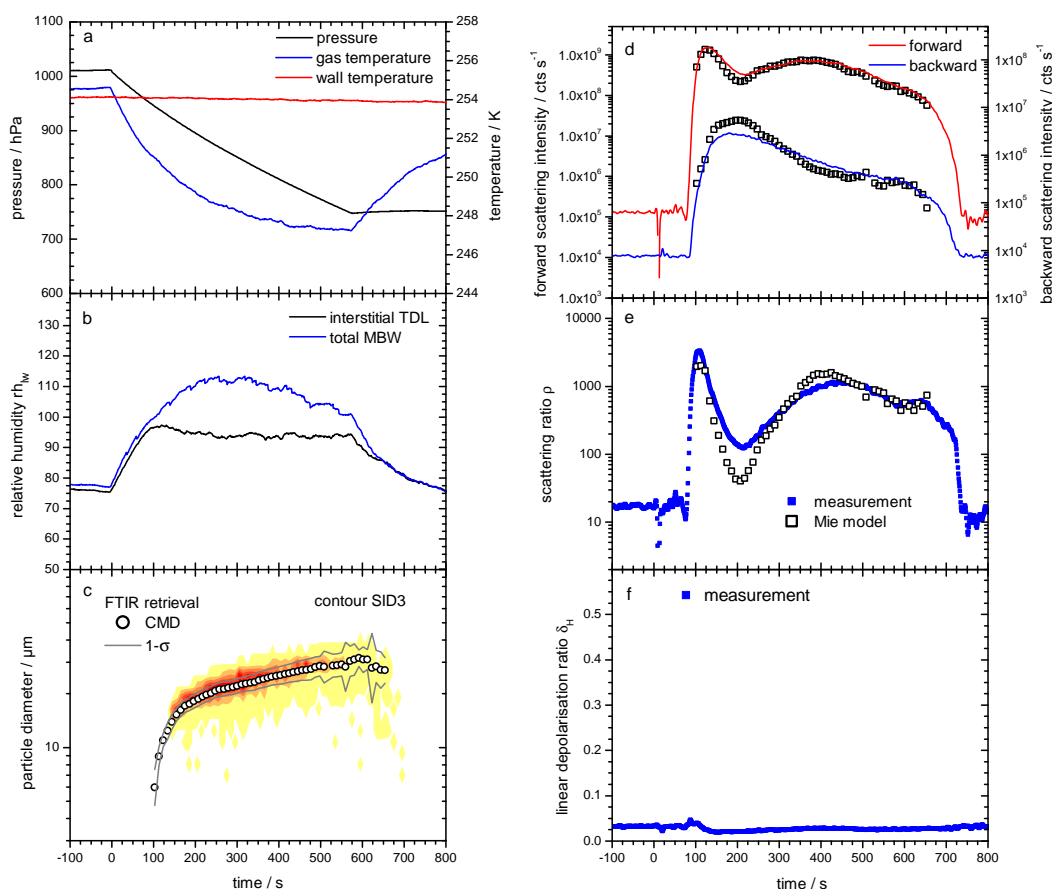 a
pressure
gas temperature
wall temperature
1100
1000
900
800
700
600
258
256
254
252
250
248
246
244
pressure / hPa
temperature / K
b
interstitial TDL
total MBW
130
120
110
100
90
80
70
60
50
relative humidity rh_lw
c
FTIR retrieval
contour SID3
CMD
1-σ
10
particle diameter / µm
-100 0 100 200 300 400 500 600 700 800
time / s
d
forward
backward
1.0x10⁹
1.0x10⁸
1.0x10⁷
1.0x10⁶
1.0x10⁵
1.0x10⁴
1.0x10³
1x10⁸
1x10⁷
1x10⁶
1x10⁵
1x10⁴
1x10³
forward scattering intensity / cts s⁻¹
backward scattering intensity / cts s⁻¹
e
10000
1000
100
10
scattering ratio ρ
measurement
Mie model
f
measurement
0.5
0.4
0.3
0.2
0.1
0.0
linear depolarisation ratio δ_H
-100 0 100 200 300 400 500 600 700 800
time / s